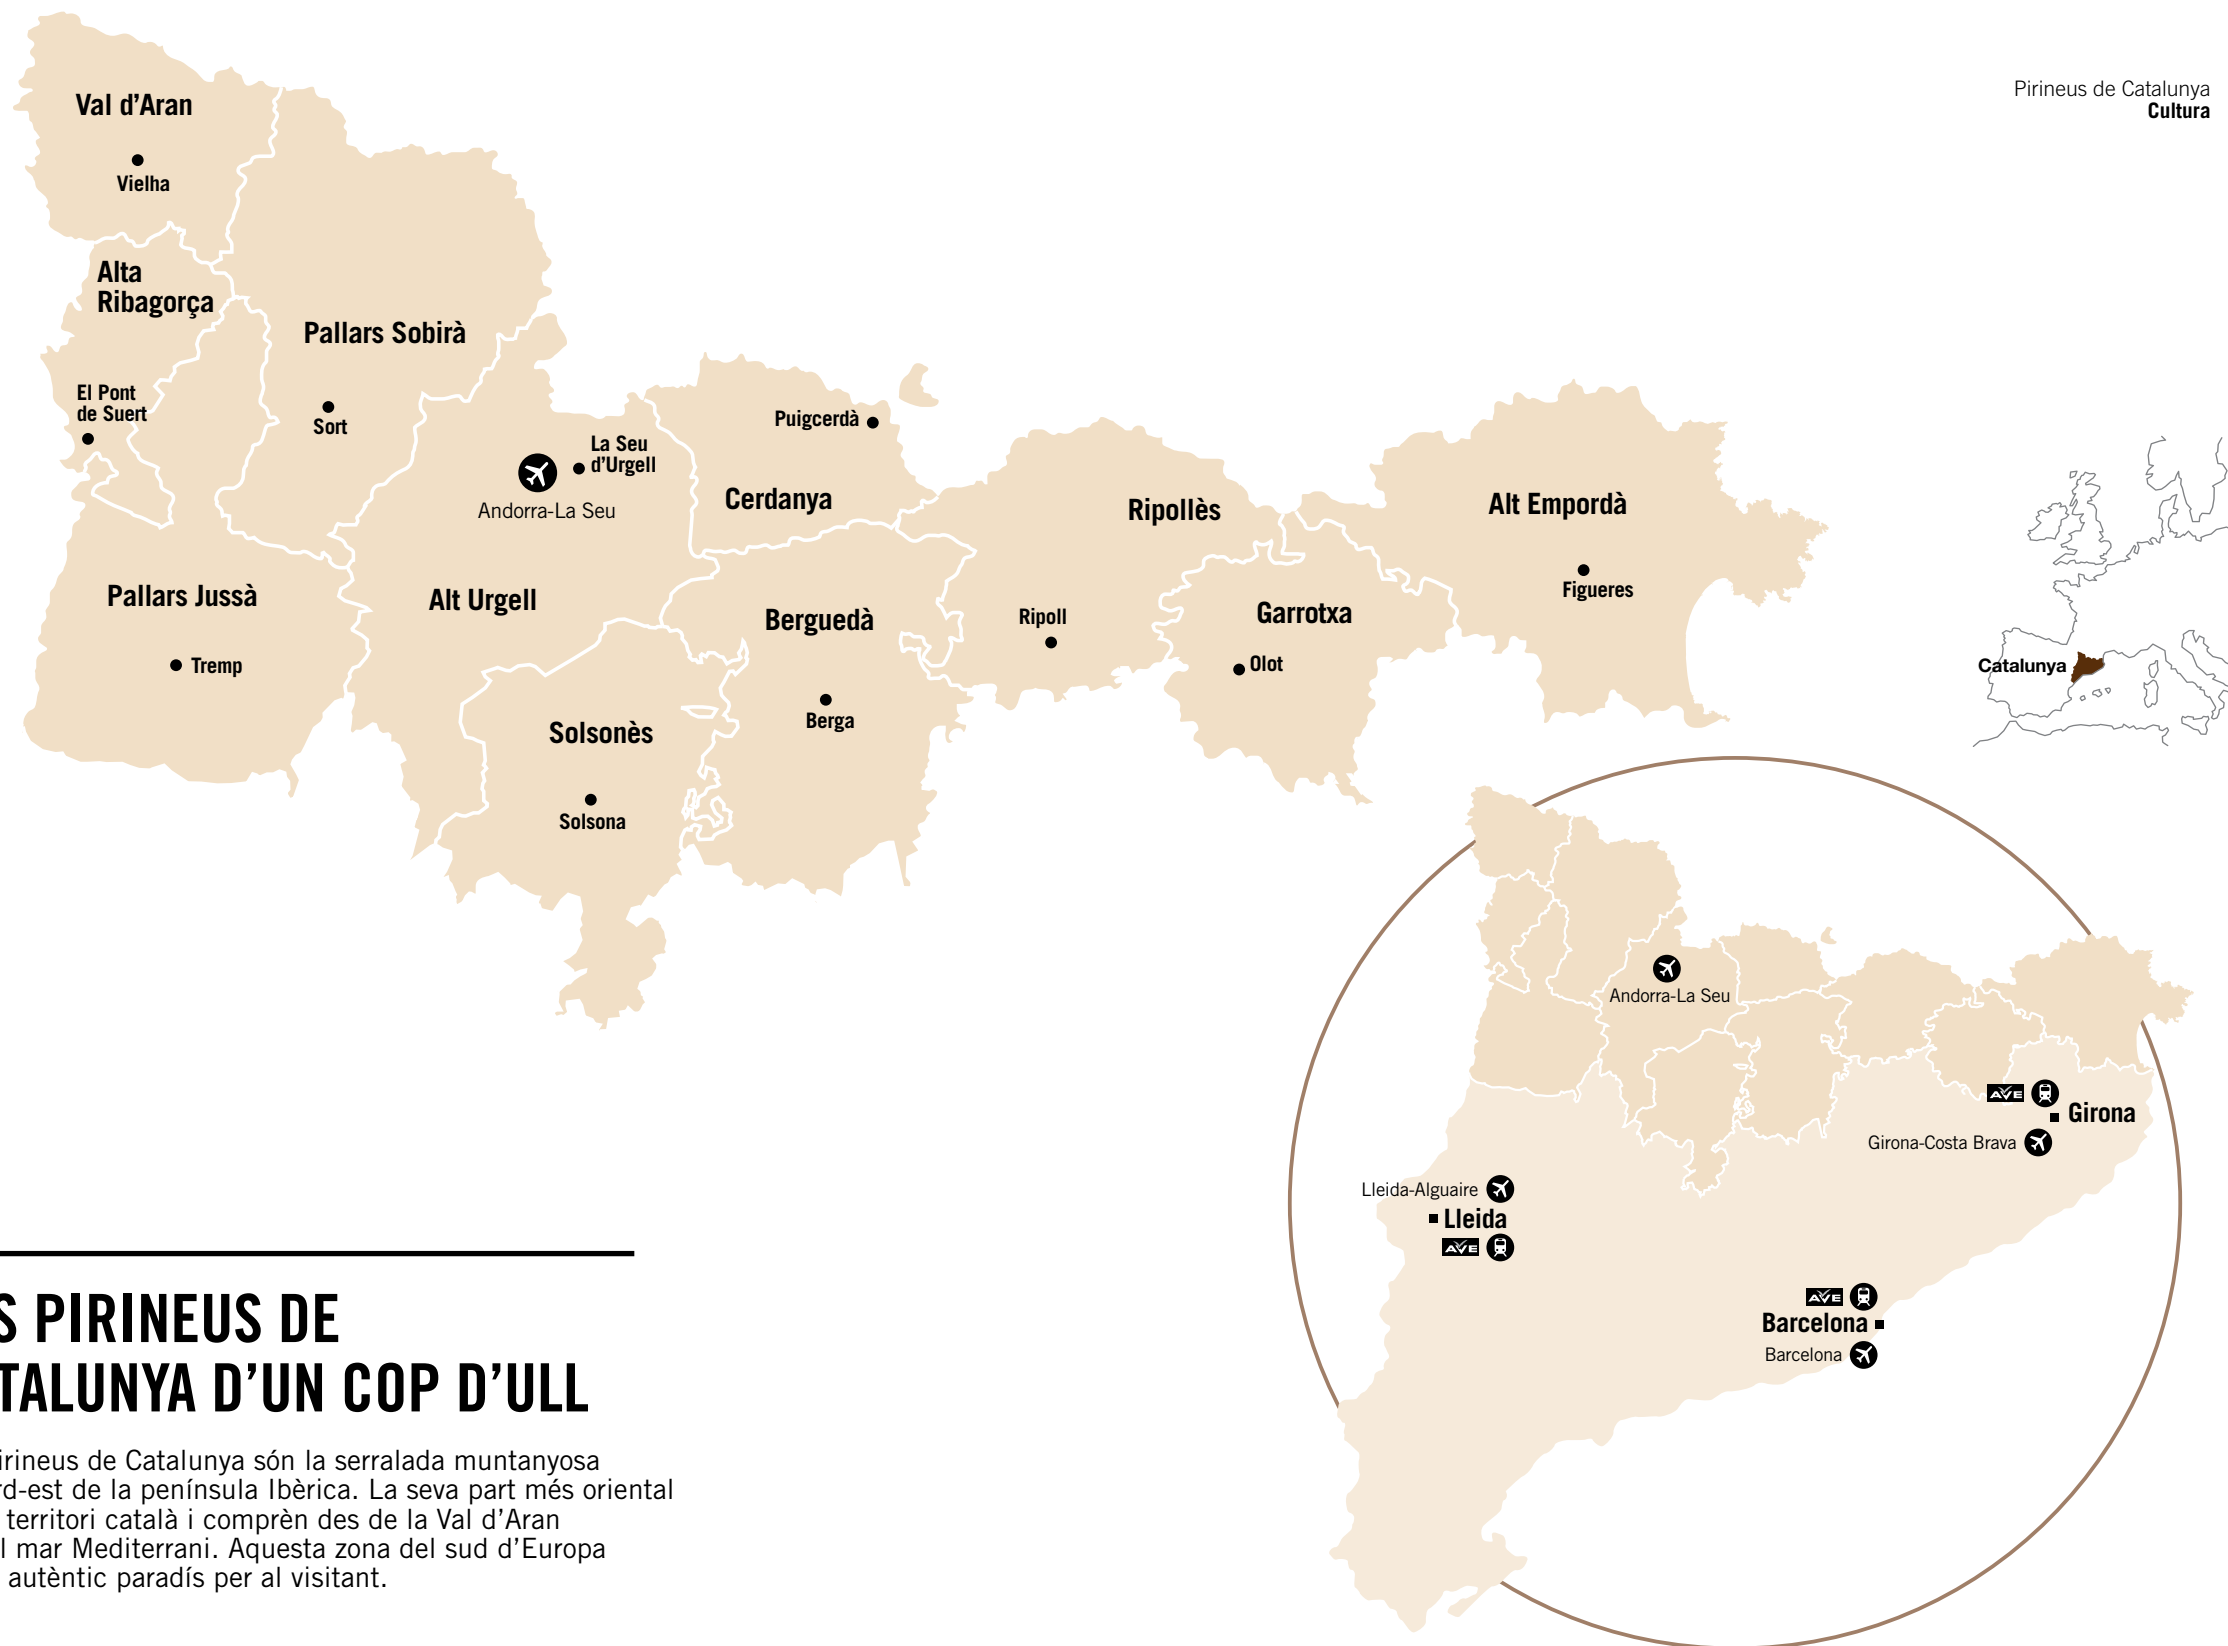 Pirineus de Catalunya
Cultura
Val d'Aran
Vielha
Alta
Ribagorça
El Pont
de Suert
Pallars Sobirà
Sort
La Seu
d'Urgell
Andorra-La Seu
Puigcerdà
Cerdanya
Ripollès
Alt Empordà
Figueres
Pallars Jussà
Tremp
Alt Urgell
Berguedà
Berga
Ripoll
Garrotxa
Olot
Solsonès
Solsona
Catalunya
Andorra-La Seu
AVE
Girona
Girona-Costa Brava
Lleida-Alguaire
Lleida
AVE
AVE
Barcelona
Barcelona
S PIRINEUS DE
TALUNYA D'UN COP D'ULL
irineus de Catalunya són la serralada muntanyosa
rd-est de la península Ibèrica. La seva part més oriental
territori català i comprèn des de la Val d'Aran
l mar Mediterrani. Aquesta zona del sud d'Europa
autèntic paradís per al visitant.